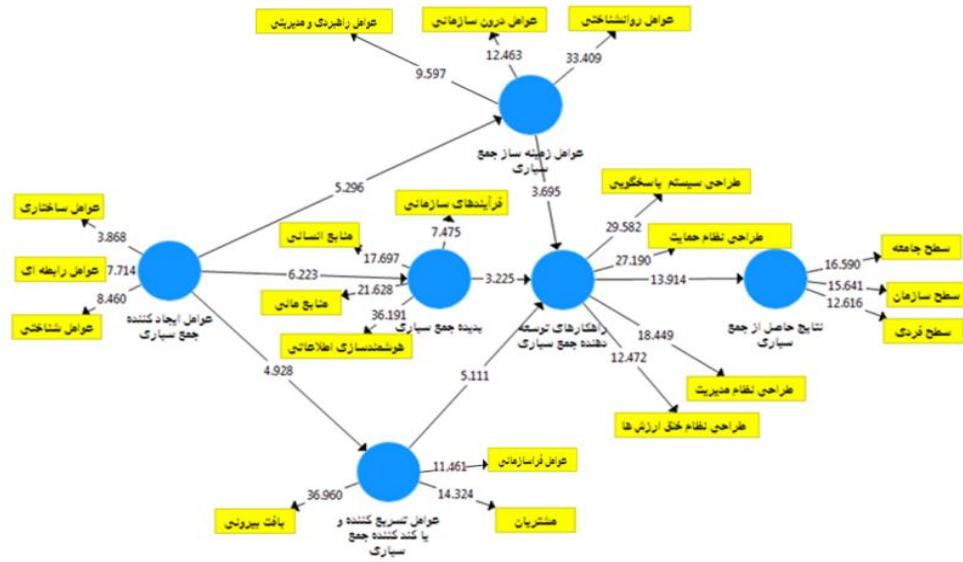 عوامل راهبردی و مدیریتی
عوامل درون سازمانی
عوامل روانشناختی
9.597
12.463
33.409
عوامل زمینه ساز جمع
سپاری
5.296
3.695
عوامل ساختاری
3.868
عوامل رابطه ای
7.714
عوامل شناختی
8.460
عوامل ایجاد کننده
جمع سپاری
6.223
فرآیندهای سازمانی
7.475
منابع انسانی
17.697
منابع مالی
21.628
36.191
هوشمندسازی اطلاعاتی
پدیده جمع سپاری
3.225
طراحی سیستم پاسخگویی
29.582
طراحی نظام حمایت
27.190
13.914
راهکارهای توسعه
دهنده جمع سپاری
18.449
12.472
طراحی نظام مدیریت
طراحی نظام خلق ارزش ها
سطح جامعه
16.590
سطح سازمان
15.641
سطح فردی
12.616
نتایج حاصل از جمع
سپاری
4.928
5.111
عوامل فراسازمانی
11.461
36.960
14.324
بافت بیرونی
مشتریان
عوامل تسریع کننده و
یا کند کننده جمع
سپاری